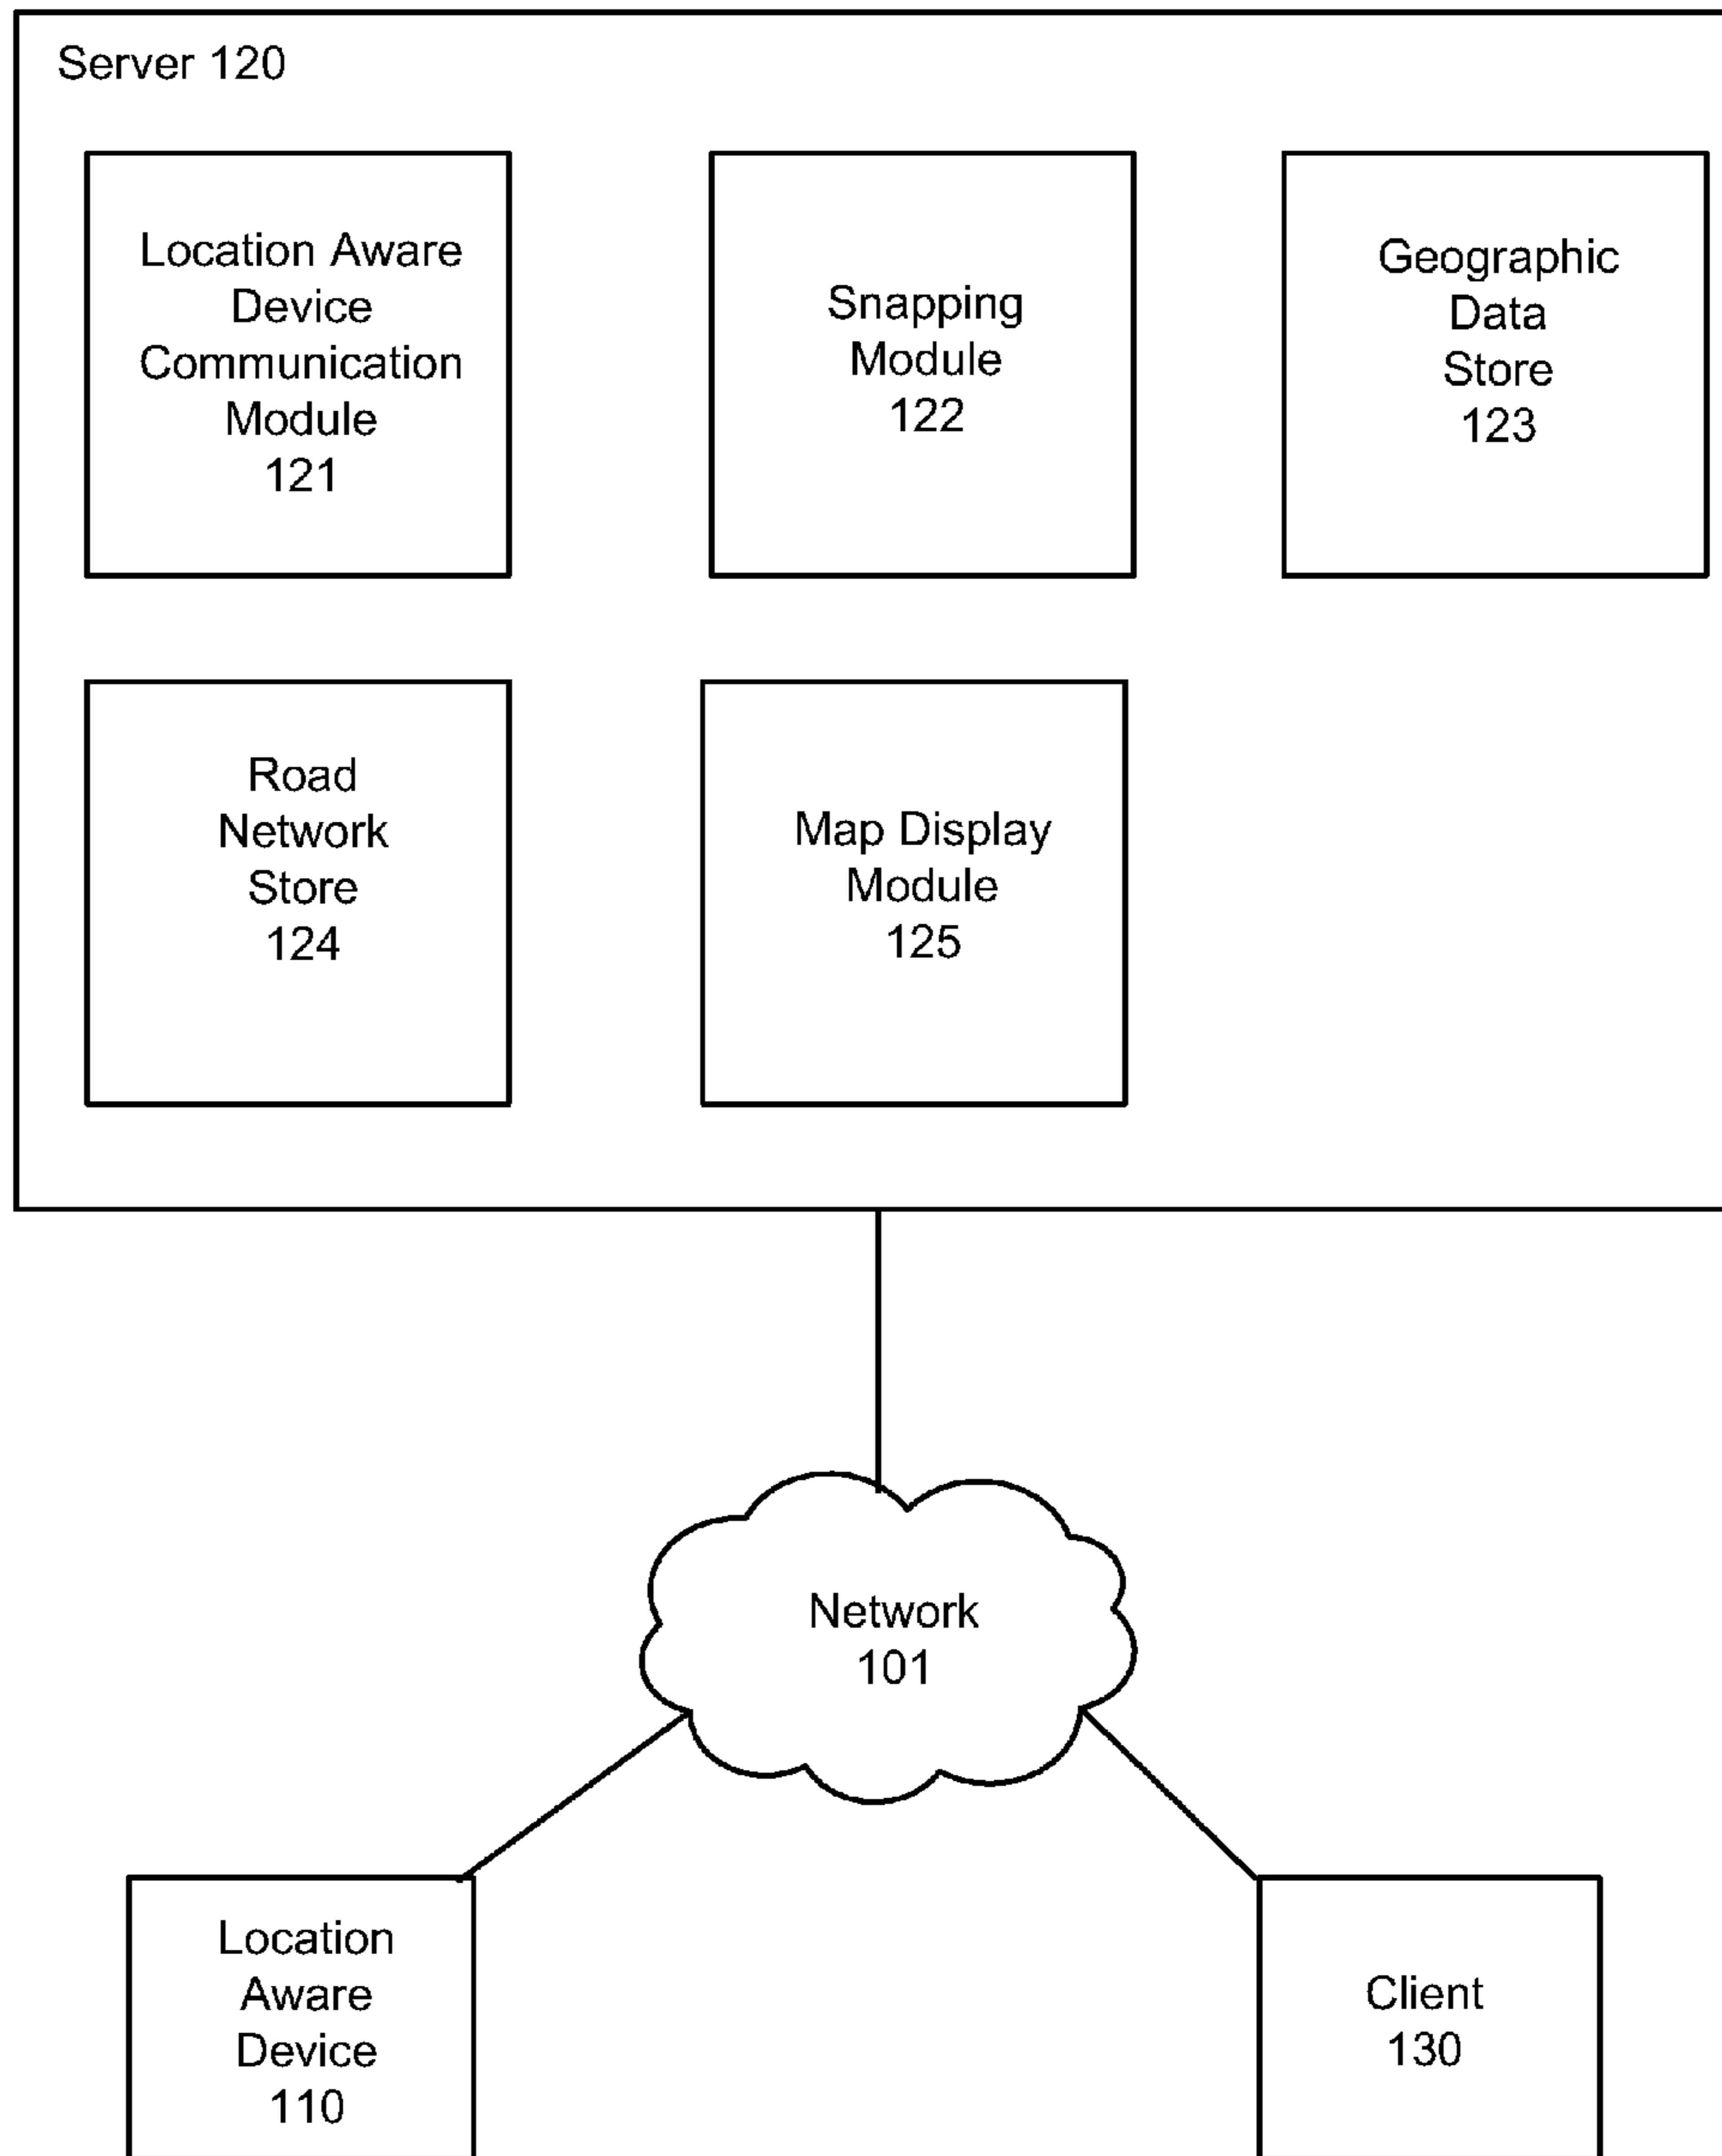 Server 120
Location Aware
Device
Communication
Module
121
Snapping
Module
122
Geographic
Data
Store
123
Road
Network
Store
124
Map Display
Module
125
Network
101
Location
Aware
Device
110
Client
130